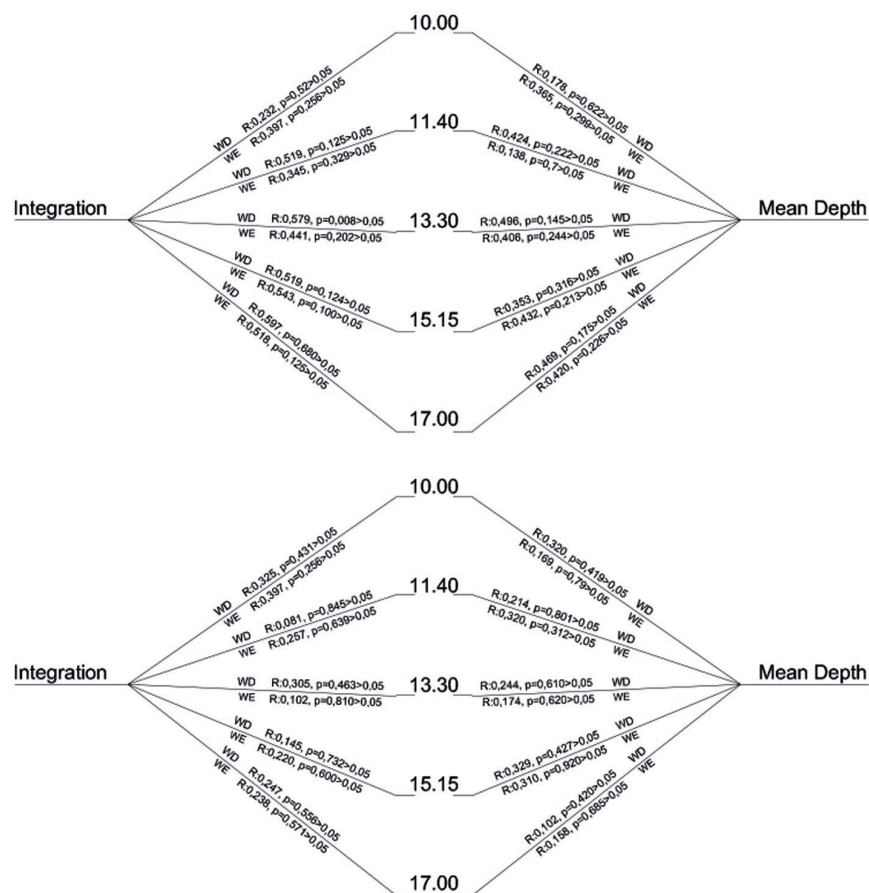 10.00
WD R:0,232, p=0,52>0,05
WE R:0,397, p=0,256>0,05
R:0,178, p=0,622>0,05 WD
R:0,365, p=0,299>0,05 WE
11.40
WD R:0,519, p=0,125>0,05
WE R:0,345, p=0,329>0,05
R:0,424, p=0,222>0,05 WD
R:0,138, p=0,7>0,05 WE
Integration
Mean Depth
13.30
WD R:0,579, p=0,008>0,05
WE R:0,441, p=0,202>0,05
R:0,496, p=0,145>0,05 WD
R:0,406, p=0,244>0,05 WE
15.15
WD R:0,519, p=0,124>0,05
WE R:0,543, p=0,100>0,05
R:0,353, p=0,316>0,05 WD
R:0,432, p=0,213>0,05 WE
17.00
WD R:0,597, p=0,680>0,05
WE R:0,518, p=0,125>0,05
R:0,469, p=0,175>0,05 WD
R:0,420, p=0,226>0,05 WE
10.00
WD R:0,325, p=0,431>0,05
WE R:0,397, p=0,256>0,05
R:0,320, p=0,419>0,05 WD
R:0,169, p=0,79>0,05 WE
11.40
WD R:0,081, p=0,845>0,05
WE R:0,257, p=0,639>0,05
R:0,214, p=0,801>0,05 WD
R:0,320, p=0,312>0,05 WE
Integration
Mean Depth
13.30
WD R:0,305, p=0,463>0,05
WE R:0,102, p=0,810>0,05
R:0,244, p=0,610>0,05 WD
R:0,174, p=0,620>0,05 WE
15.15
WD R:0,145, p=0,732>0,05
WE R:0,220, p=0,600>0,05
R:0,329, p=0,427>0,05 WD
R:0,310, p=0,920>0,05 WE
17.00
WD R:0,247, p=0,556>0,05
WE R:0,238, p=0,571>0,05
R:0,102, p=0,420>0,05 WD
R:0,158, p=0,685>0,05 WE